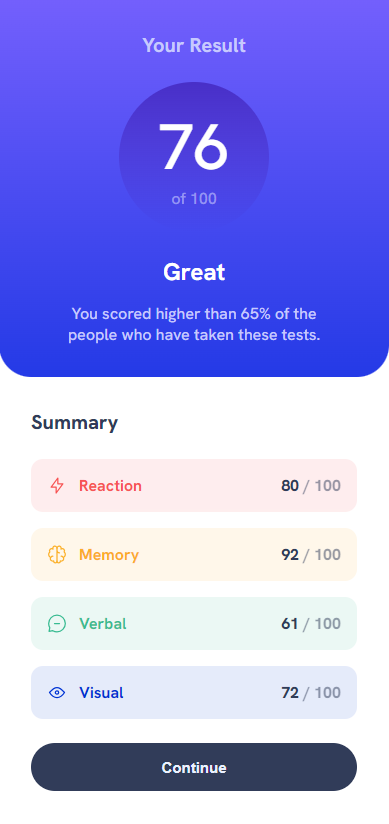 Your Result
76
of 100
Great
You scored higher than 65% of the
people who have taken these tests.
Summary
Reaction 80 / 100
Memory 92 / 100
Verbal 61 / 100
Visual 72 / 100
Continue